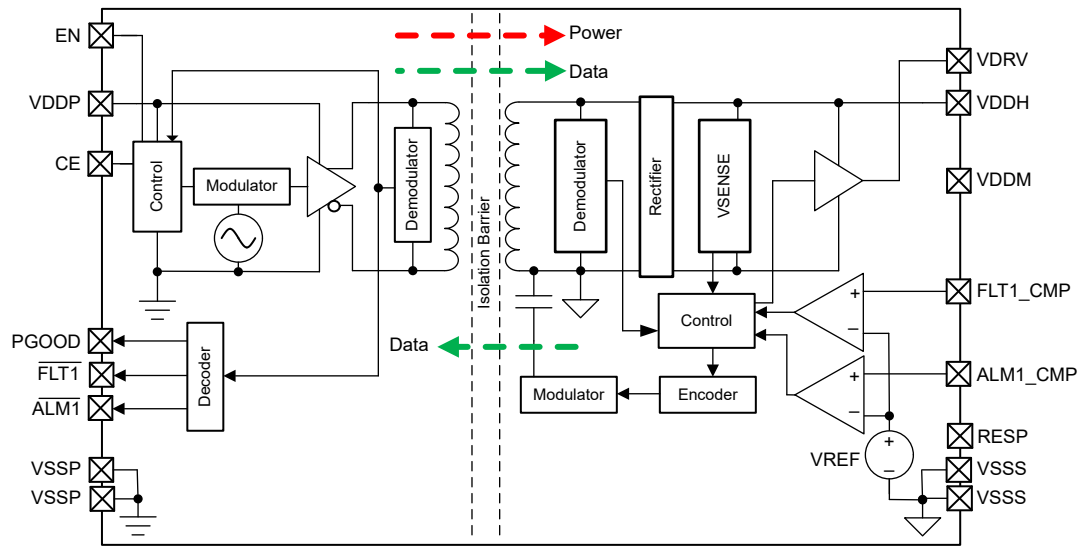 EN
Power
Data
VDRV
VDDP
VDDH
CE
Control
Modulator
Demodulator
Isolation Barrier
Demodulator
Rectifier
VSENSE
VDDM
+
FLT1_CMP
−
PGOOD
Decoder
Data
Control
FLT1
ALM1
Modulator
Encoder
+
ALM1_CMP
−
RESP
VREF
+
−
VSSP
VSSS
VSSP
VSSS